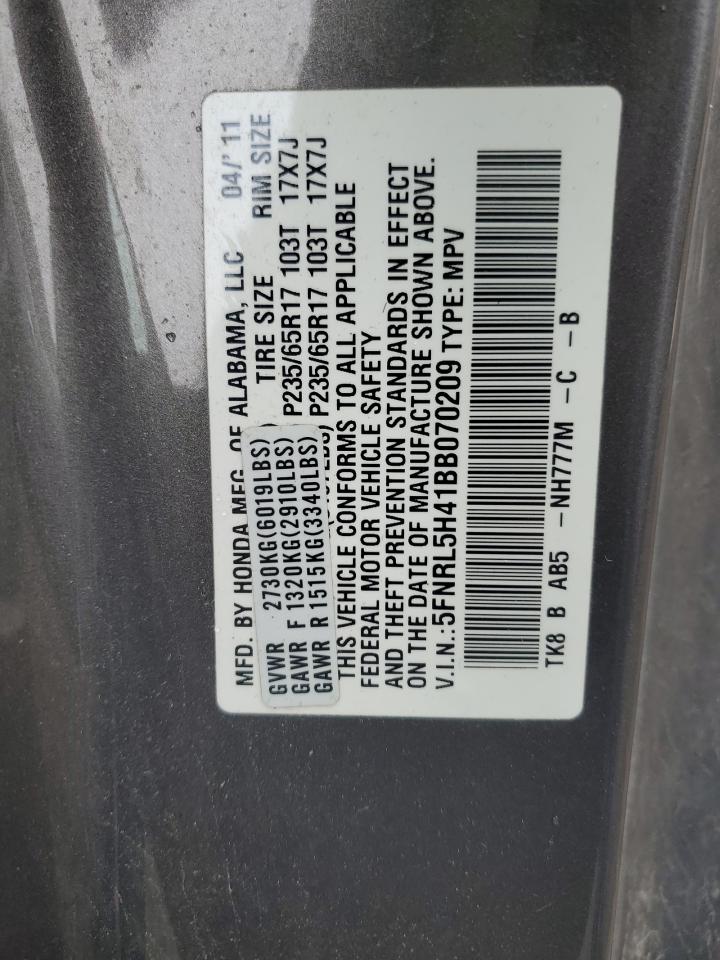 MFD. BY HONDA MFG. OF ALABAMA, LLC 04/'11
TIRE SIZE RIM SIZE
GVWR 2730KG(6019LBS)
GAWR F 1320KG(2910LBS) P235/65R17 103T 17X7J
GAWR R 1515KG(3340LBS) P235/65R17 103T 17X7J
THIS VEHICLE CONFORMS TO ALL APPLICABLE
FEDERAL MOTOR VEHICLE SAFETY
AND THEFT PREVENTION STANDARDS IN EFFECT
ON THE DATE OF MANUFACTURE SHOWN ABOVE.
V.I.N.:5FNRL5H41BB070209 TYPE: MPV
TK8 B AB5 -NH777M -C -B